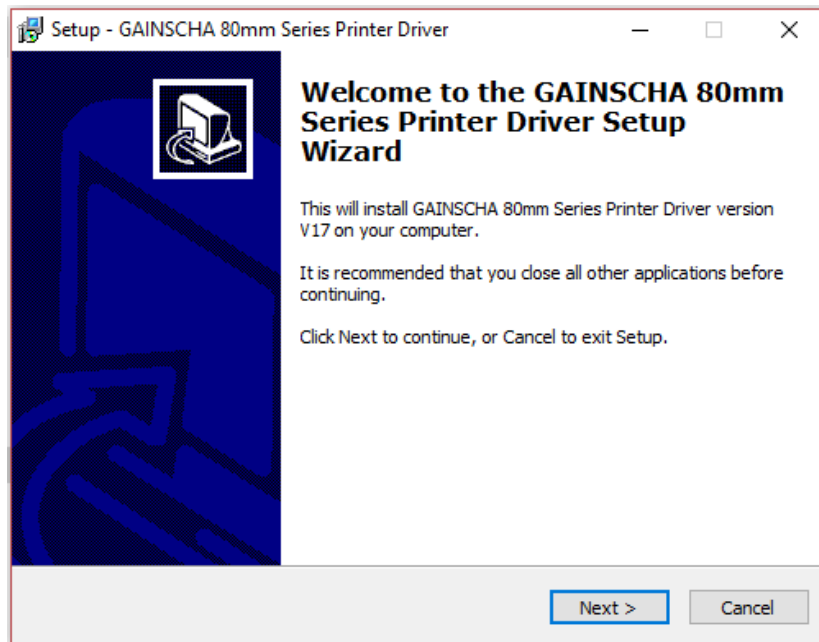 Setup - GAINSCHA 80mm Series Printer Driver
Welcome to the GAINSCHA 80mm
Series Printer Driver Setup
Wizard
This will install GAINSCHA 80mm Series Printer Driver version
V17 on your computer.
It is recommended that you close all other applications before
continuing.
Click Next to continue, or Cancel to exit Setup.
Next >
Cancel